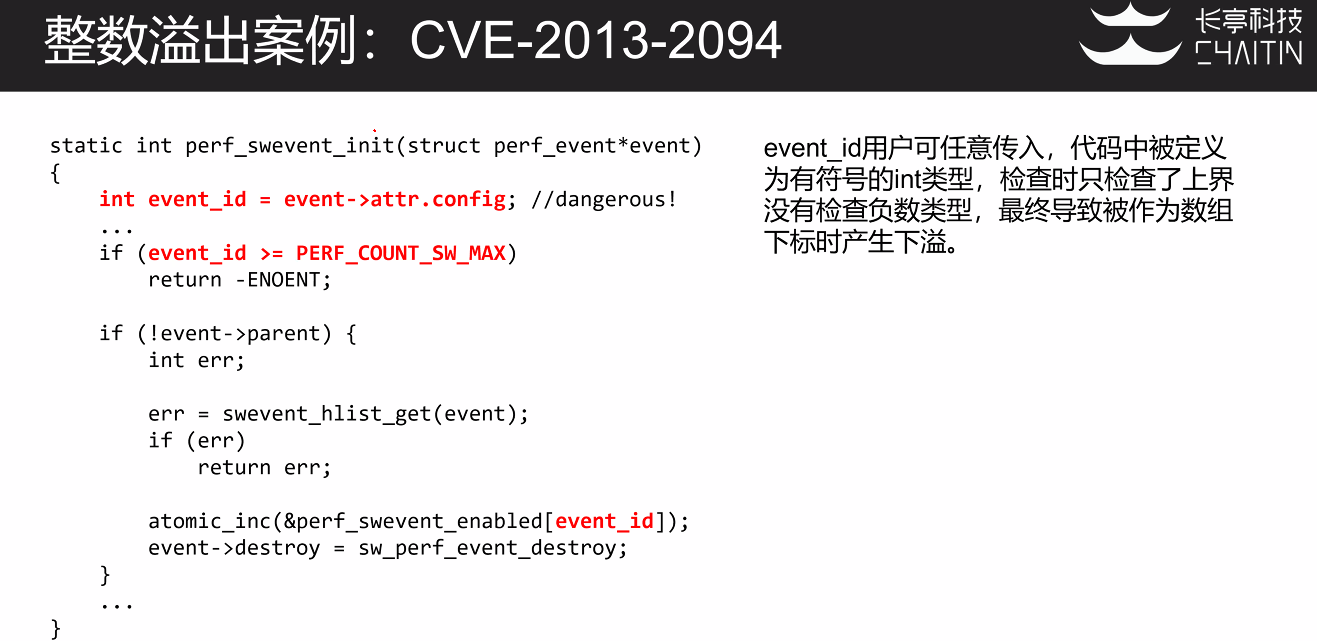 整数溢出案例：CVE-2013-2094
长亭科技
CHAITIN
static int perf_swevent_init(struct perf_event*event)
{
    int event_id = event->attr.config; //dangerous!
    ...
    if (event_id >= PERF_COUNT_SW_MAX)
        return -ENOENT;
    if (!event->parent) {
        int err;
        err = swevent_hlist_get(event);
        if (err)
            return err;
        atomic_inc(&perf_swevent_enabled[event_id]);
        event->destroy = sw_perf_event_destroy;
    }
    ...
}
event_id用户可任意传入，代码中被定义
为有符号的int类型，检查时只检查了上界
没有检查负数类型，最终导致被作为数组
下标时产生下溢。